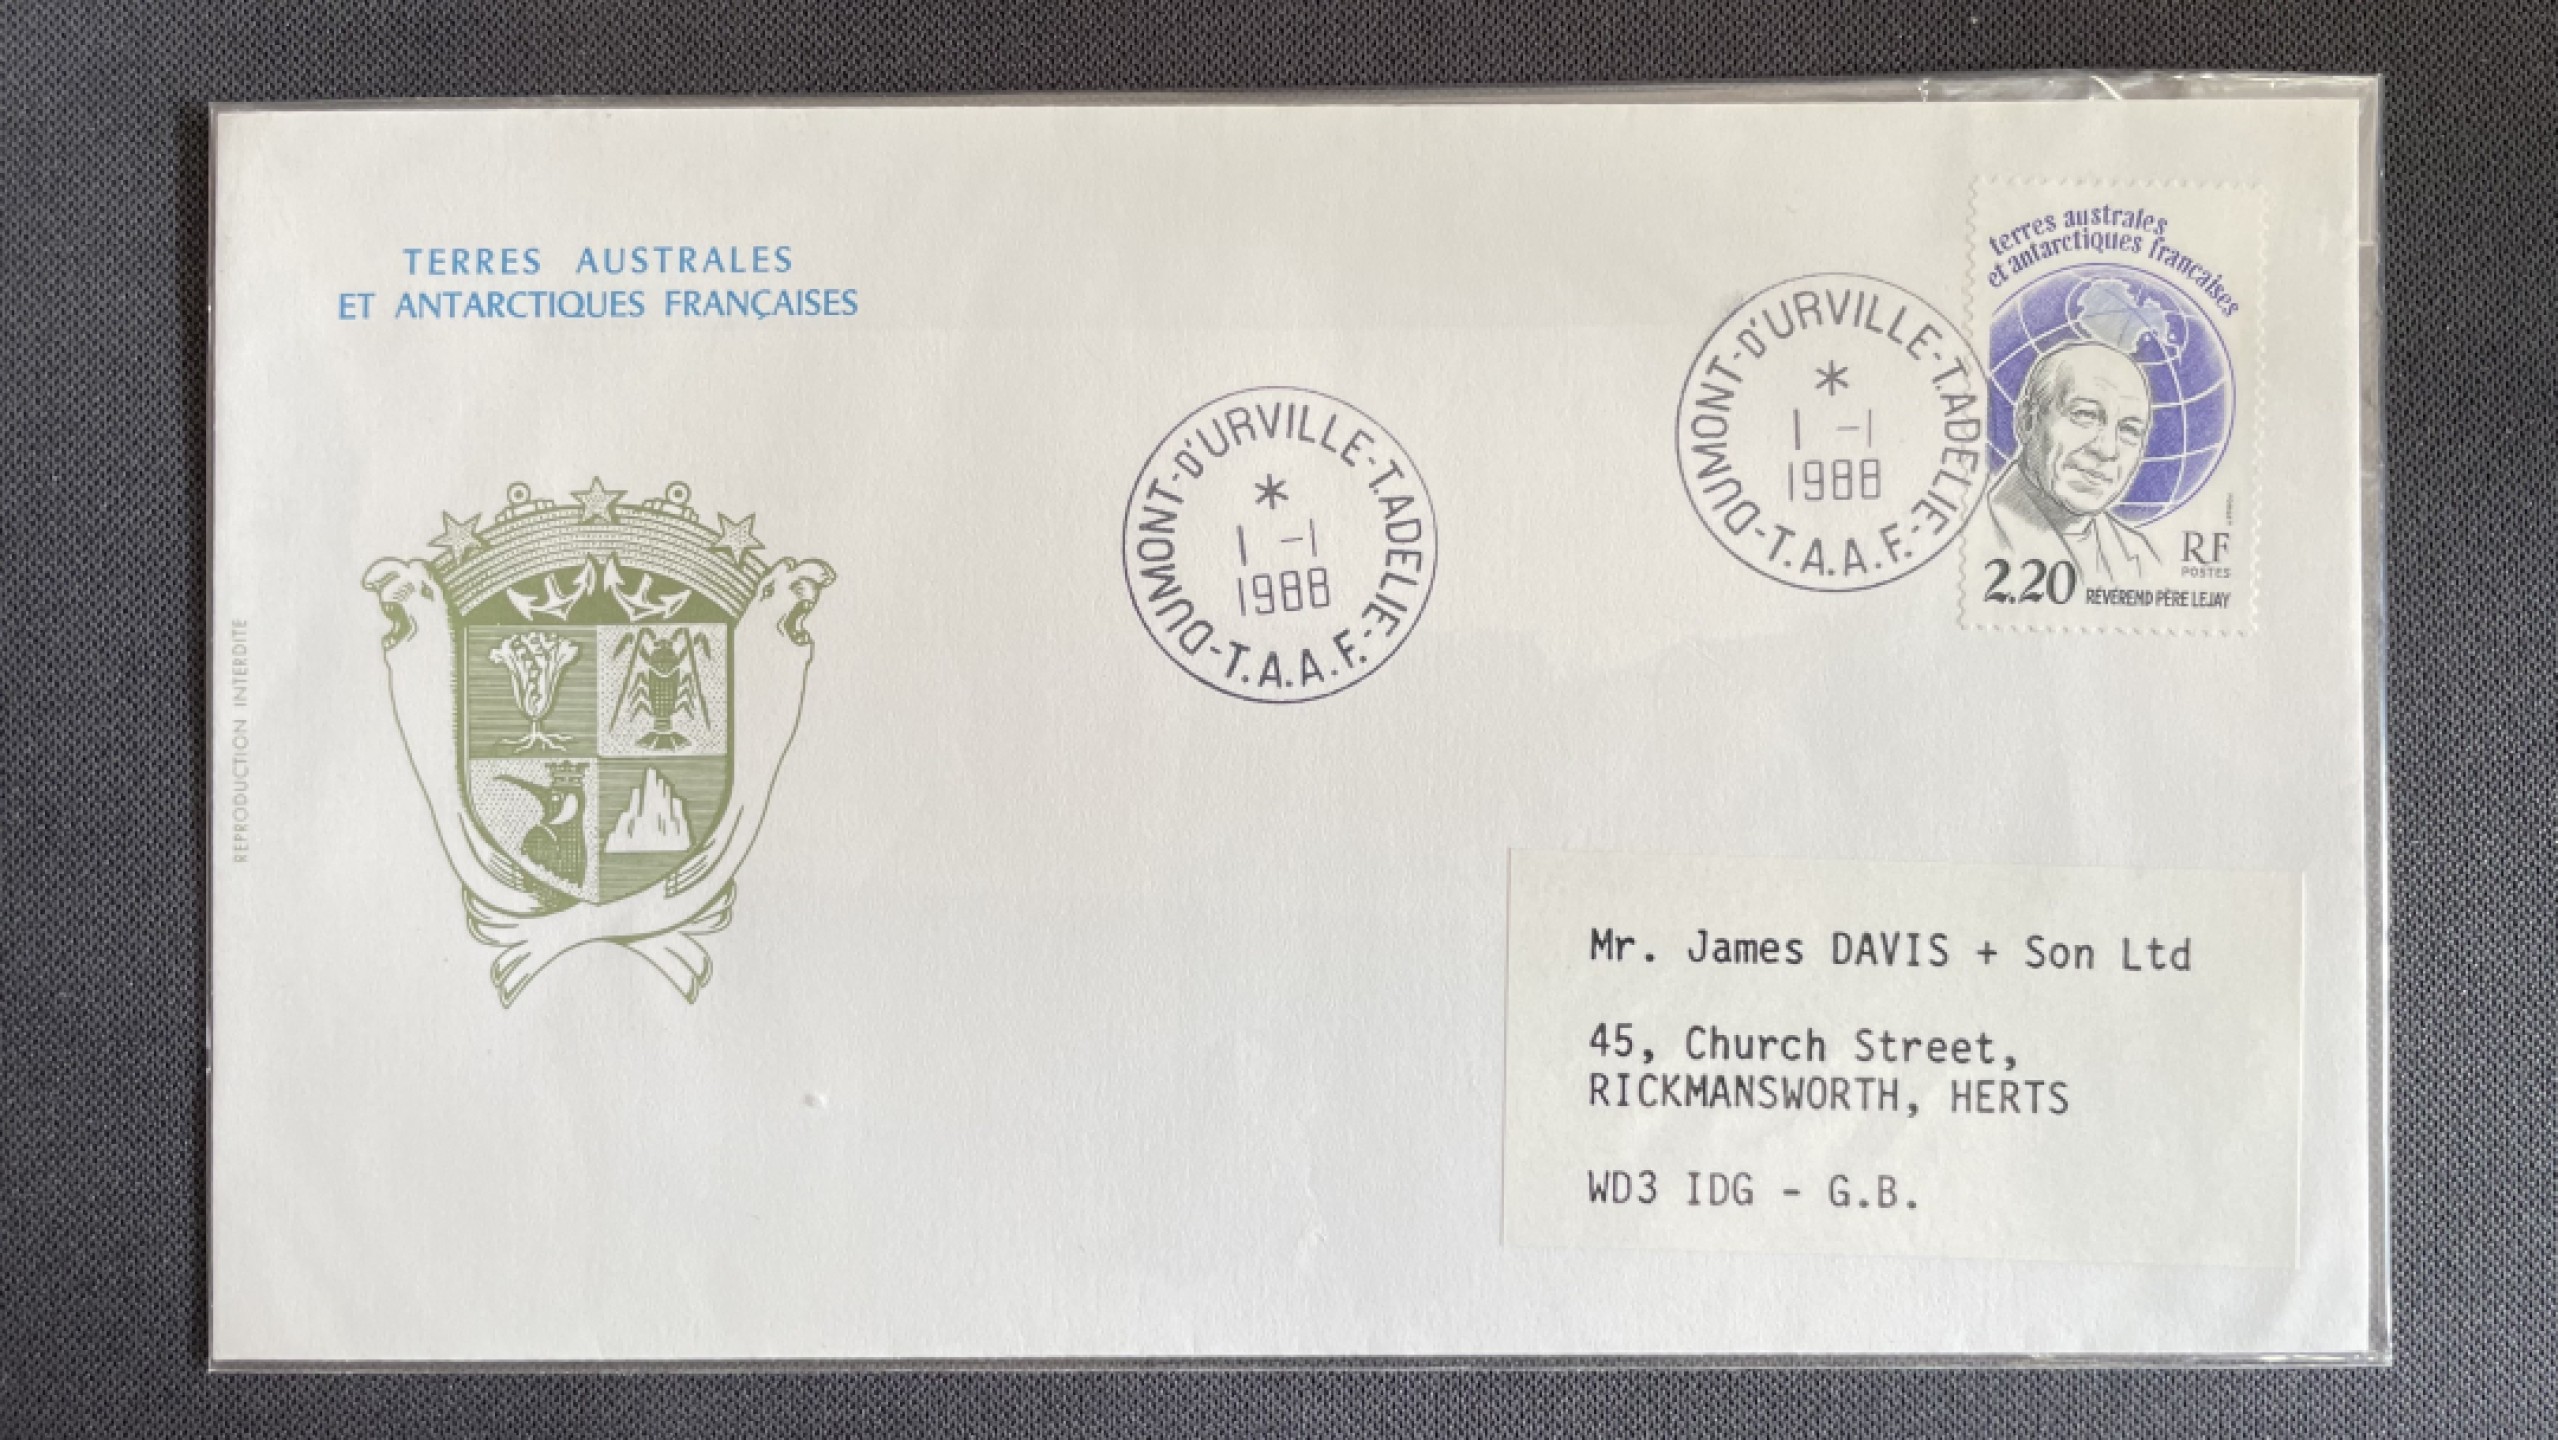 TERRES AUSTRALES
ET ANTARCTIQUES FRANÇAISES
REPRODUCTION INTERDITE
DUMONT-D'URVILLE-T.ADELIE-T.A.A.F.-
*
1 -1
1988
DUMONT-D'URVILLE-T.ADELIE-T.A.A.F.-
*
1 -1
1988
terres australes
et antarctiques françaises
RF
POSTES
2.20 RÉVÉREND PÈRE LEJAY
Mr. James DAVIS + Son Ltd
45, Church Street,
RICKMANSWORTH, HERTS
WD3 IDG - G.B.